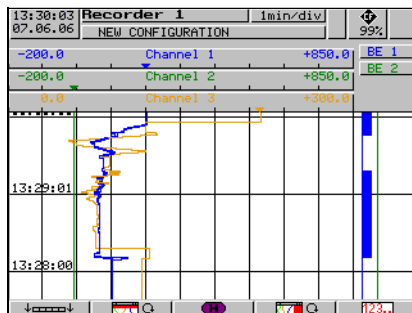 13:30:03 Recorder 1 1min/div
07.06.06 NEW CONFIGURATION 99%
-200.0 Channel 1 +850.0 BE 1
-200.0 Channel 2 +850.0 BE 2
0.0 Channel 3 +300.0
13:29:01
13:28:00
M 123..